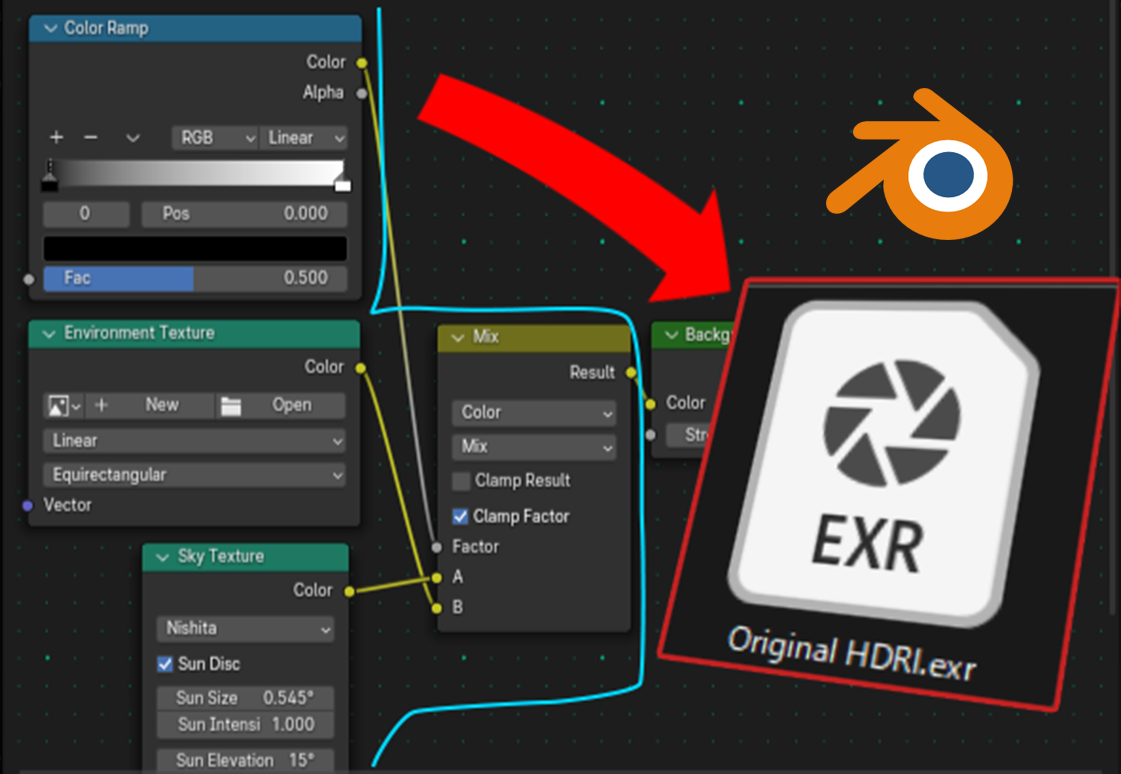 Color Ramp
Color
Alpha
+ −
RGB
Linear
0
Pos 0.000
Fac 0.500
Environment Texture
Color
+ New
Open
Linear
Equirectangular
Vector
Sky Texture
Color
Nishita
Sun Disc
Sun Size 0.545°
Sun Intensi 1.000
Sun Elevation 15°
Mix
Result
Color
Mix
Clamp Result
Clamp Factor
Factor
A
B
Backg
Color
Str
EXR
Original HDRI.exr